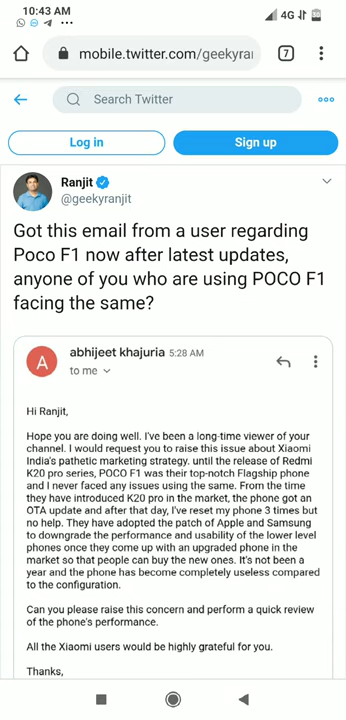 10:43 AM
4G
mobile.twitter.com/geekyra
7
Search Twitter
Log in
Sign up
Ranjit
@geekyranjit
Got this email from a user regarding
Poco F1 now after latest updates,
anyone of you who are using POCO F1
facing the same?
A
abhijeet khajuria 5:28 AM
to me
Hi Ranjit,
Hope you are doing well. I've been a long-time viewer of your
channel. I would request you to raise this issue about Xiaomi
India's pathetic marketing strategy. until the release of Redmi
K20 pro series, POCO F1 was their top-notch Flagship phone
and I never faced any issues using the same. From the time
they have introduced K20 pro in the market, the phone got an
OTA update and after that day, I've reset my phone 3 times but
no help. They have adopted the patch of Apple and Samsung
to downgrade the performance and usability of the lower level
phones once they come up with an upgraded phone in the
market so that people can buy the new ones. It's not been a
year and the phone has become completely useless compared
to the configuration.
Can you please raise this concern and perform a quick review
of the phone's performance.
All the Xiaomi users would be highly grateful for you.
Thanks,